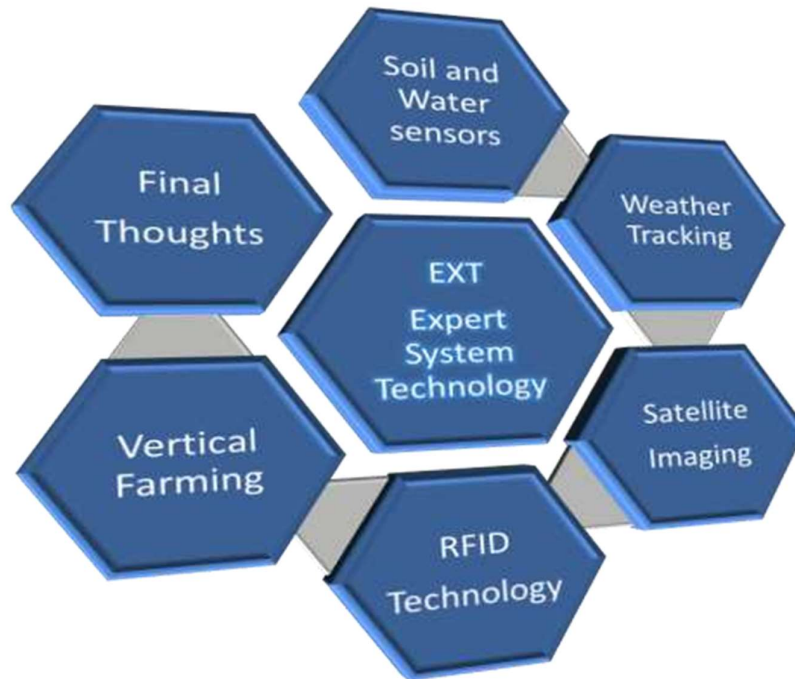 Soil and
Water
sensors
Weather
Tracking
Satellite
Imaging
RFID
Technology
Vertical
Farming
Final
Thoughts
EXT
Expert
System
Technology